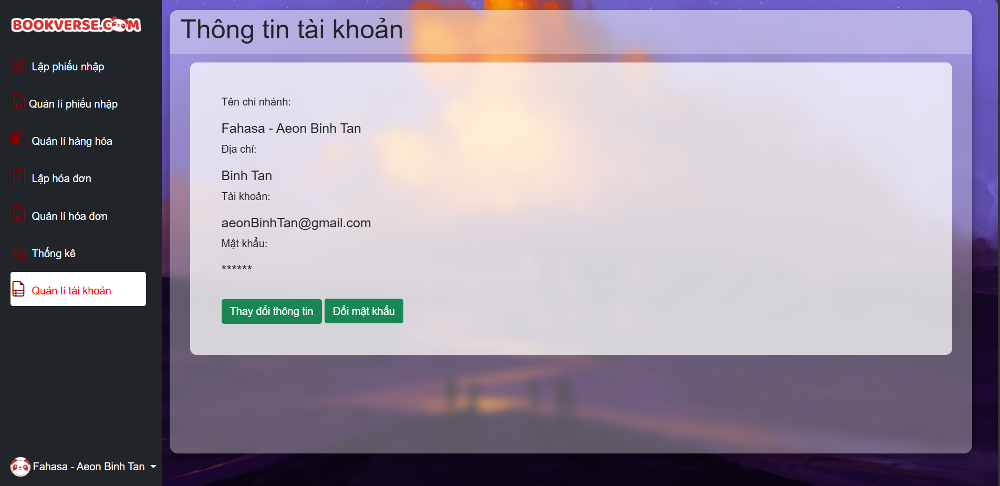 BOOKVERSE.COM
Lập phiếu nhập
Quản lí phiếu nhập
Quản lí hàng hóa
Lập hóa đơn
Quản lí hóa đơn
Thống kê
Quản lí tài khoản
Fahasa - Aeon Binh Tan
Thông tin tài khoản
Tên chi nhánh:
Fahasa - Aeon Binh Tan
Địa chỉ:
Binh Tan
Tài khoản:
aeonBinhTan@gmail.com
Mật khẩu:
******
Thay đổi thông tin
Đổi mật khẩu